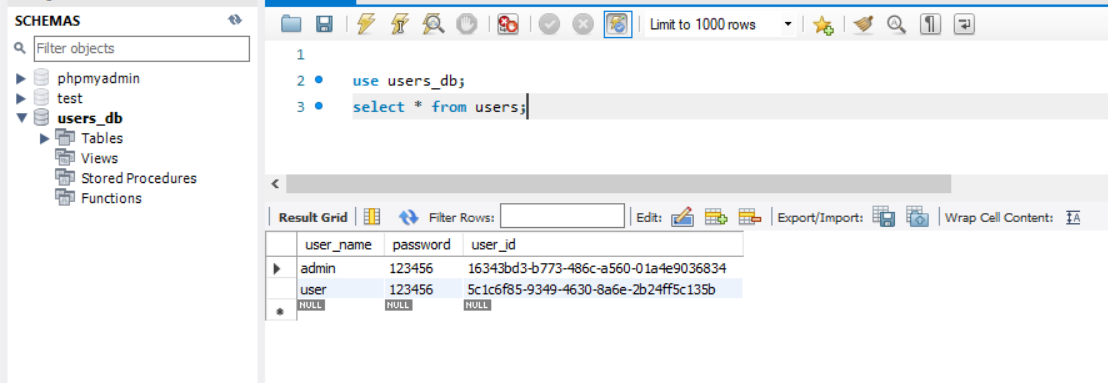 SCHEMAS
Filter objects
phpmyadmin
test
users_db
Tables
Views
Stored Procedures
Functions
Limit to 1000 rows
1
2 use users_db;
3 select * from users;
Result Grid Filter Rows: Edit: Export/Import: Wrap Cell Content:
user_name password user_id
admin 123456 16343bd3-b773-486c-a560-01a4e9036834
user 123456 5c1c6f85-9349-4630-8a6e-2b24ff5c135b
NULL NULL NULL